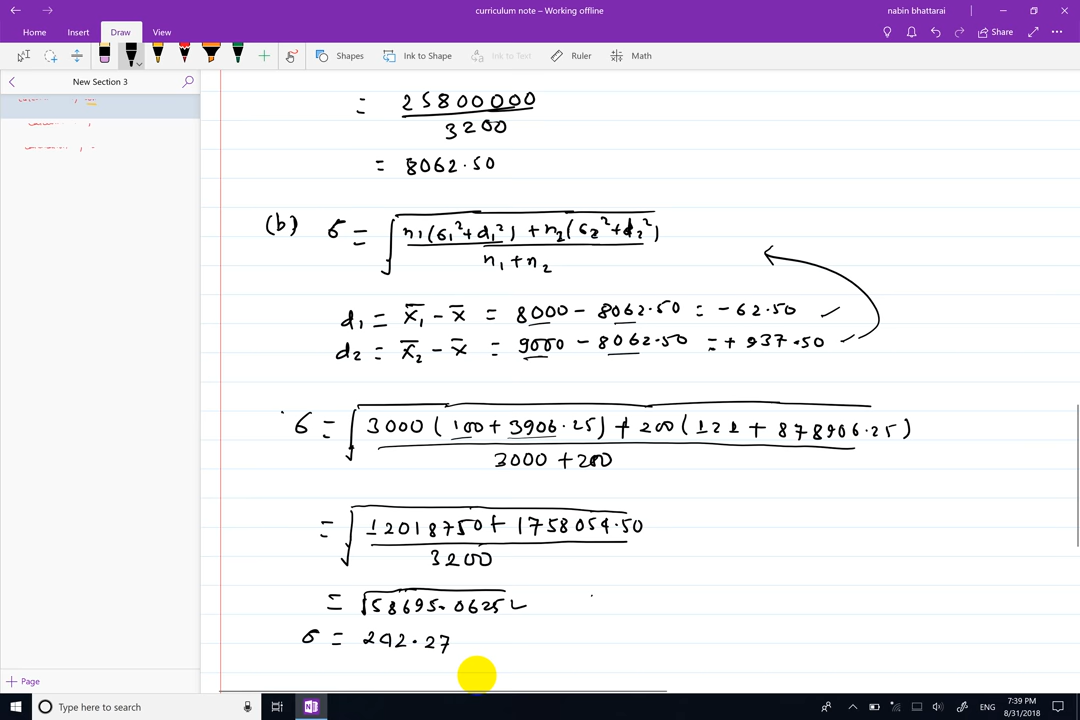 curriculum note – Working offline
nabin bhattarai
Home Insert Draw View
Share
Shapes Ink to Shape Ink to Text Ruler Math
New Section 3
= 25800000
3200
= 8062.50
(b) σ = √ n1(σ1²+d1²) + n2(σ2²+d2²)
n1+n2
d1 = x̄1 - x̄ = 8000 - 8062.50 = -62.50
d2 = x̄2 - x̄ = 9000 - 8062.50 = +937.50
σ = √ 3000(100+3906.25) + 200(121+878906.25)
3000+200
= √ 12018750 + 1758054.50
3200
= √58695.0625
σ = 242.27
Page
Type here to search
7:39 PM
8/31/2018